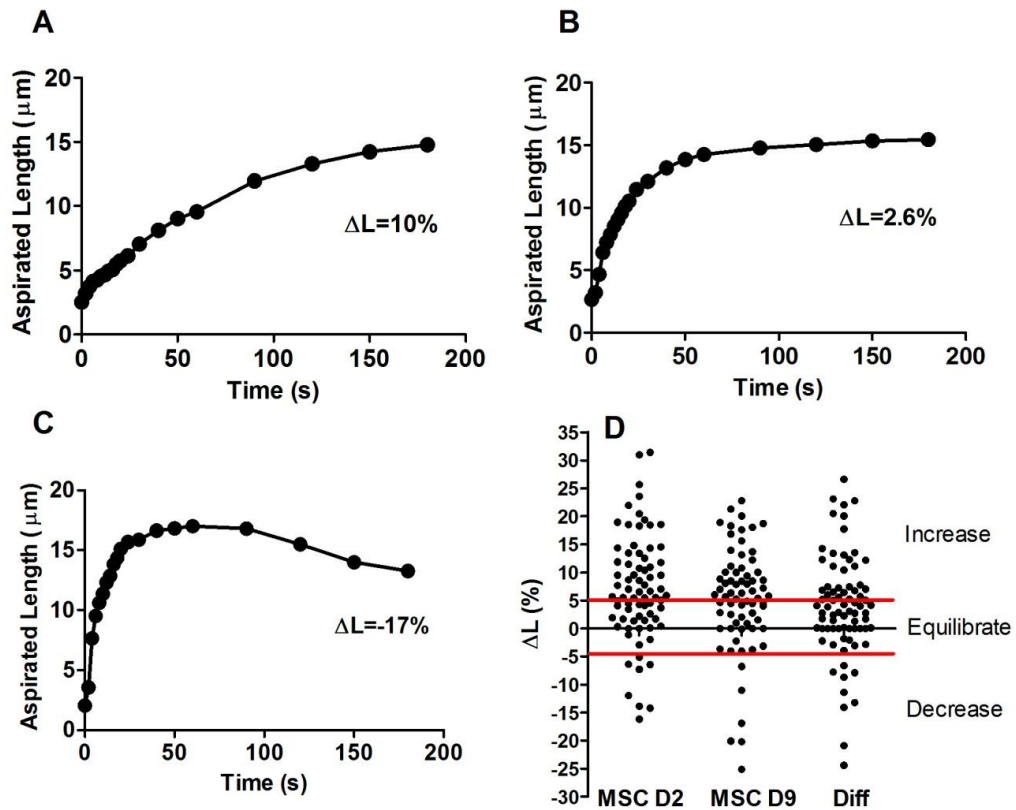 A
Aspirated Length ( μm)
20
15
10
5
0
0 50 100 150 200
Time (s)
ΔL=10%
B
Aspirated Length ( μm)
20
15
10
5
0
0 50 100 150 200
Time (s)
ΔL=2.6%
C
Aspirated Length ( μm)
20
15
10
5
0
0 50 100 150 200
Time (s)
ΔL=-17%
D
ΔL (%)
35
30
25
20
15
10
5
0
-5
-10
-15
-20
-25
-30
MSC D2 MSC D9 Diff
Increase
Equilibrate
Decrease